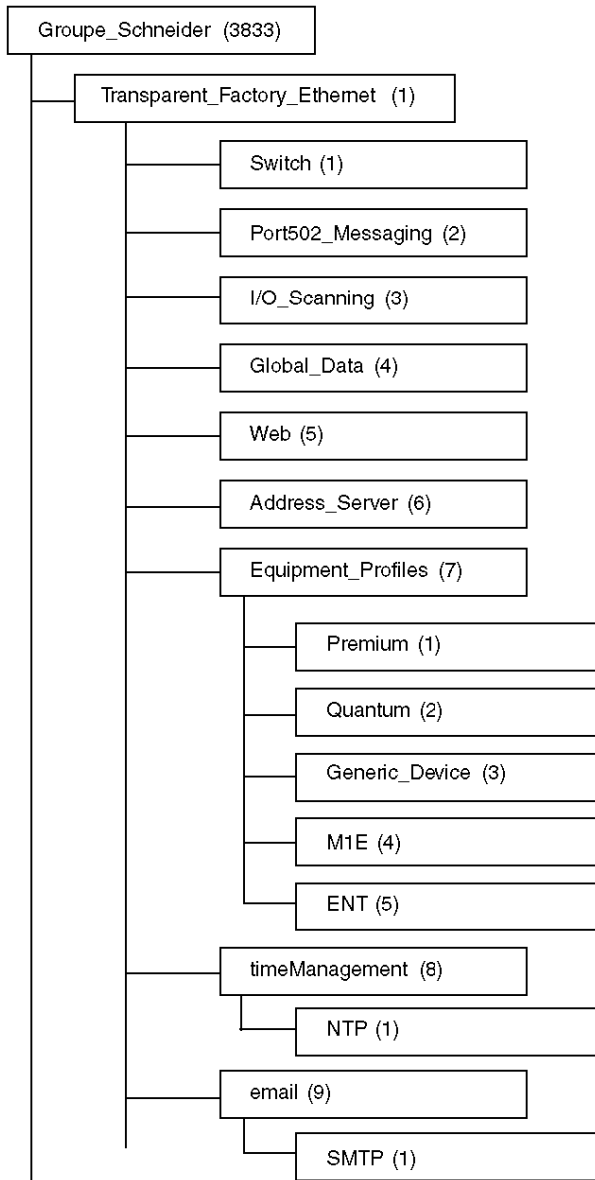 Groupe_Schneider (3833)
Transparent_Factory_Ethernet (1)
Switch (1)
Port502_Messaging (2)
I/O_Scanning (3)
Global_Data (4)
Web (5)
Address_Server (6)
Equipment_Profiles (7)
Premium (1)
Quantum (2)
Generic_Device (3)
M1E (4)
ENT (5)
timeManagement (8)
NTP (1)
email (9)
SMTP (1)